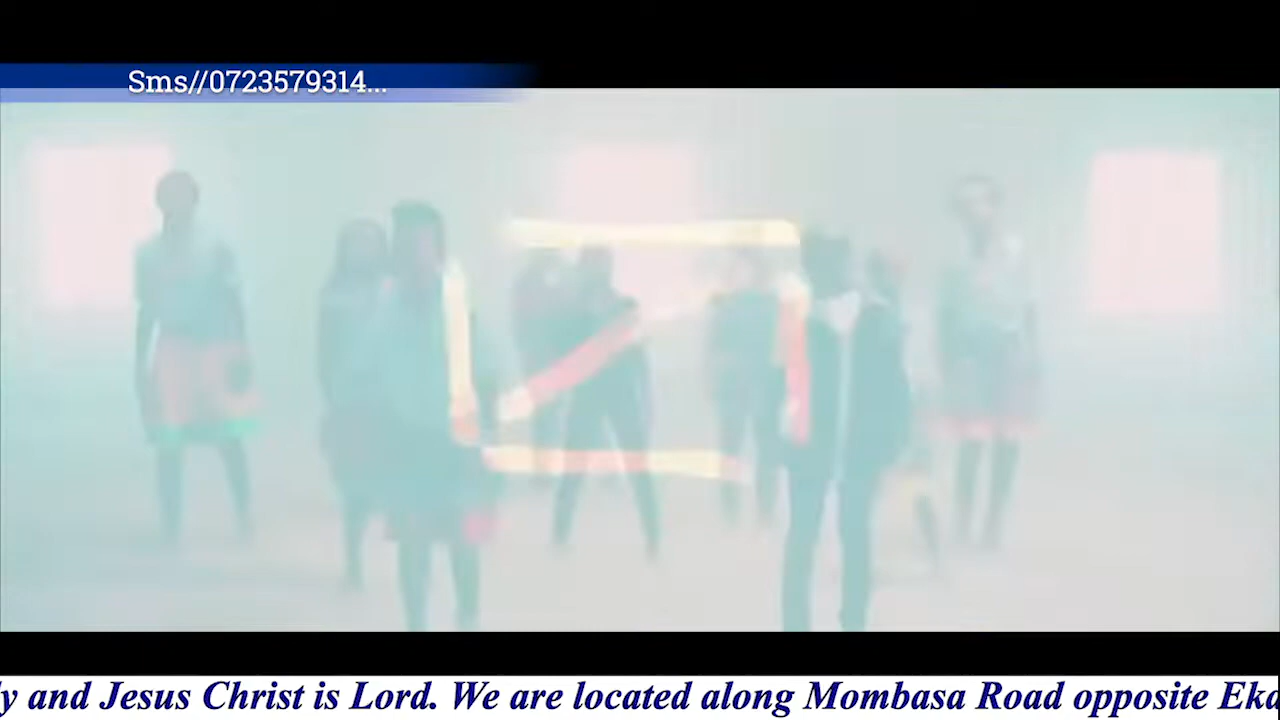 Sms//0723579314...
and Jesus Christ is Lord. We are located along Mombasa Road opposite